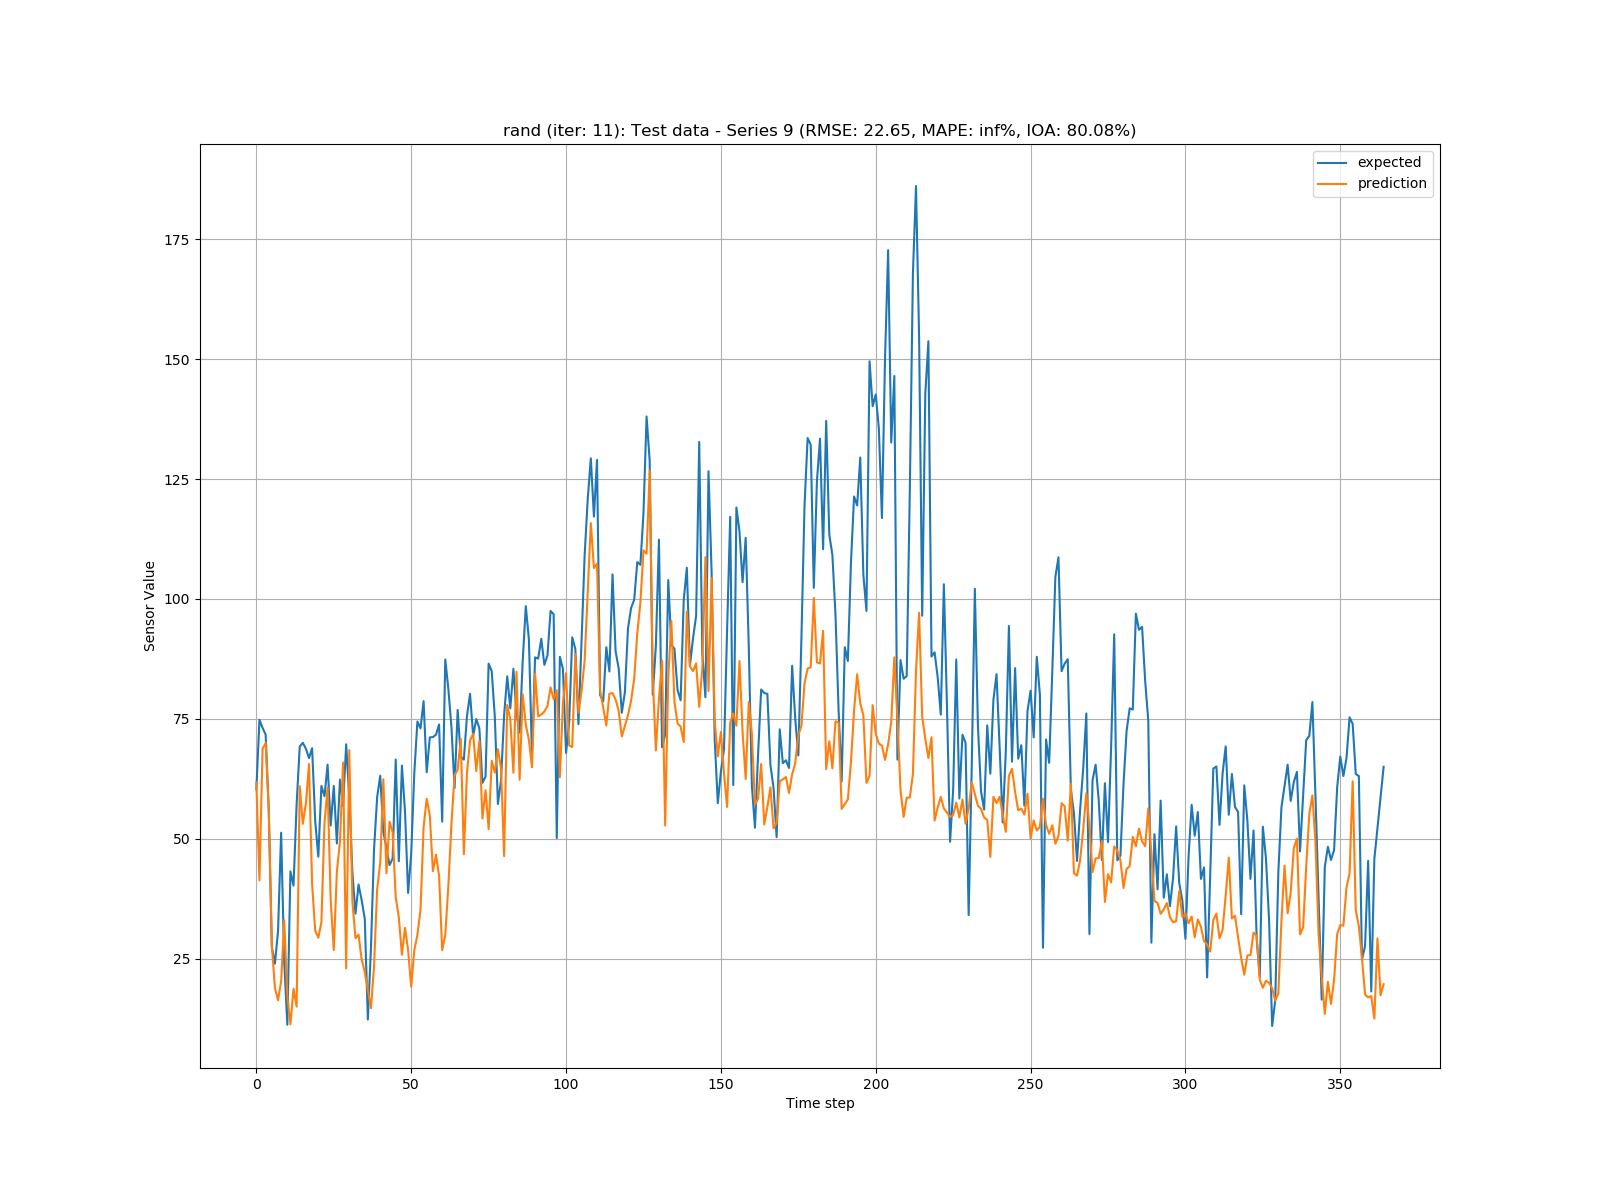 rand (iter: 11): Test data - Series 9 (RMSE: 22.65, MAPE: inf%, IOA: 80.08%)
expected
prediction
175
150
125
100
75
50
25
Sensor Value
0 50 100 150 200 250 300 350
Time step